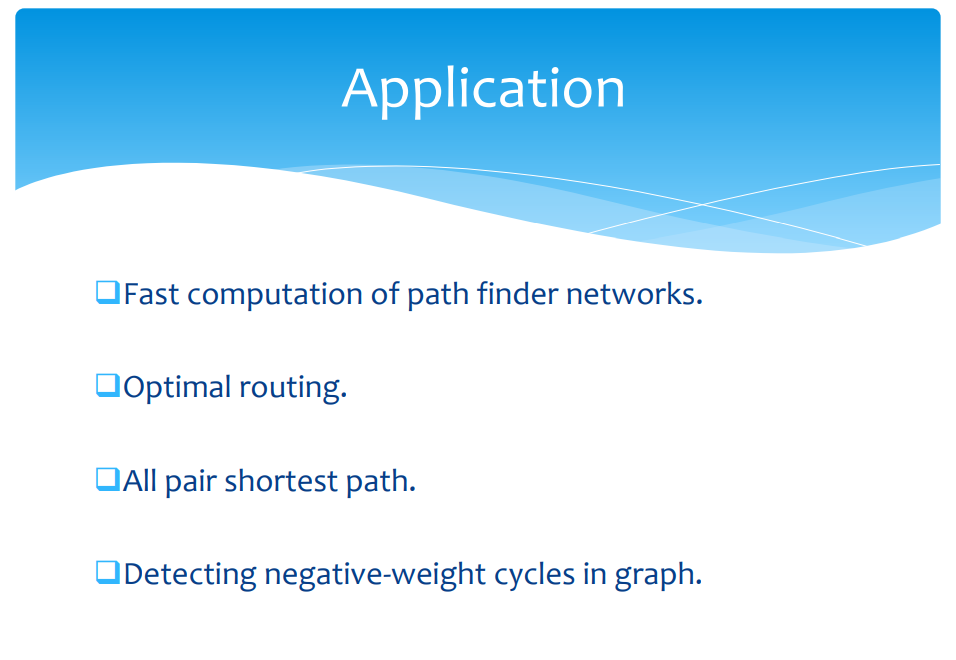 Application
Fast computation of path finder networks.
Optimal routing.
All pair shortest path.
Detecting negative-weight cycles in graph.